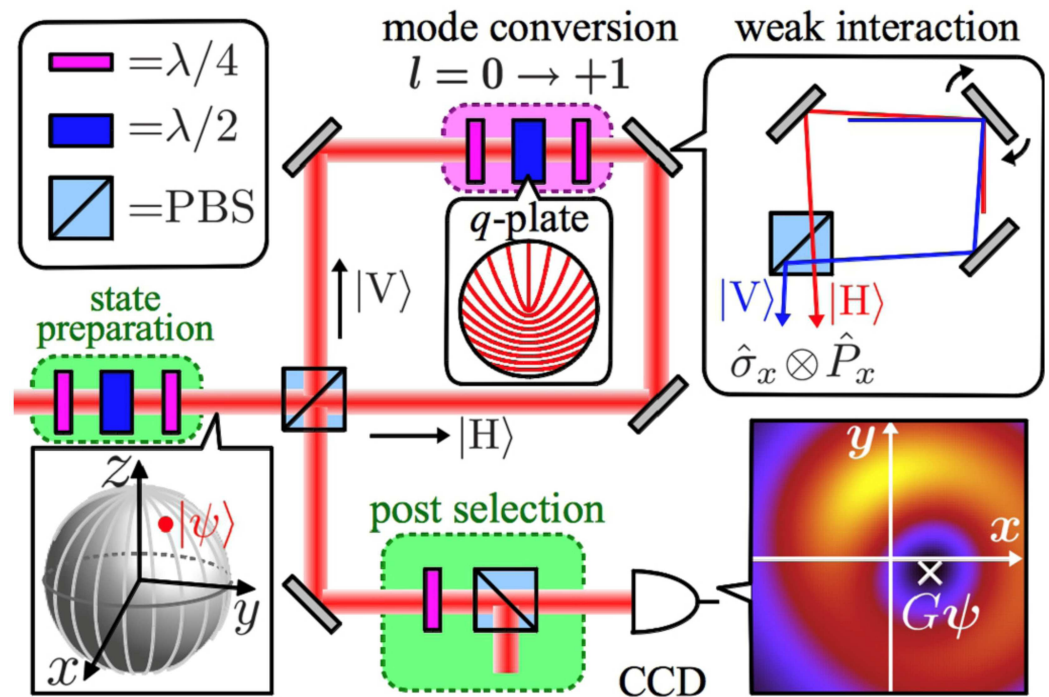 =λ/4
=λ/2
=PBS
mode conversion
l = 0 → +1
weak interaction
|V⟩ |H⟩
σ̂ₓ ⊗ P̂ₓ
q-plate
|V⟩
|H⟩
state
preparation
z
|ψ⟩
y
x
post selection
CCD
y
x
Gψ